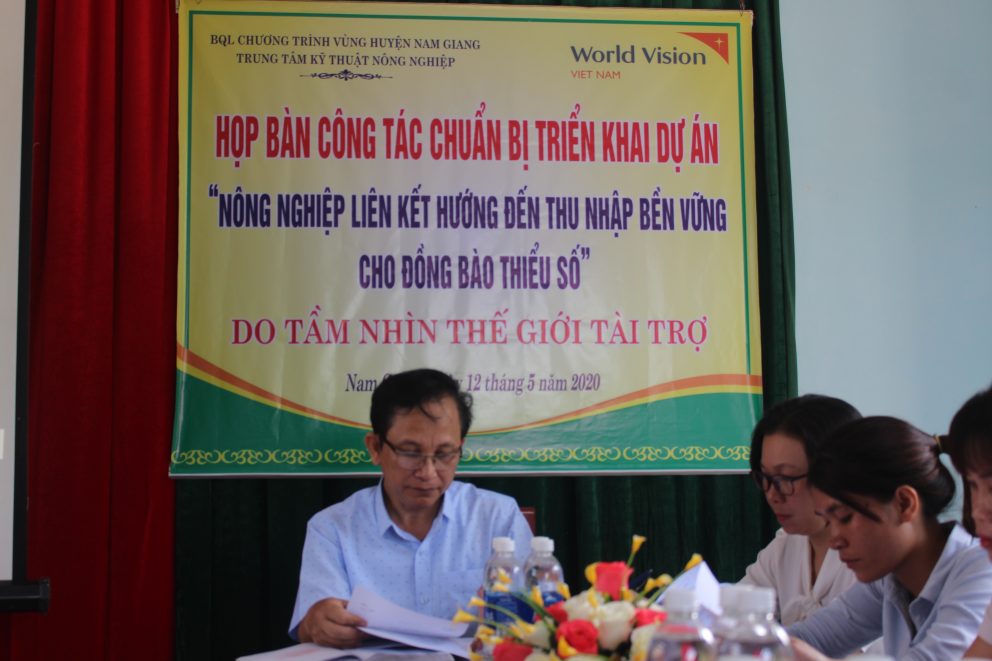 BQL CHƯƠNG TRÌNH VÙNG HUYỆN NAM GIANG
TRUNG TÂM KỸ THUẬT NÔNG NGHIỆP
World Vision
VIET NAM
HỌP BÀN CÔNG TÁC CHUẨN BỊ TRIỂN KHAI DỰ ÁN
“NÔNG NGHIỆP LIÊN KẾT HƯỚNG ĐẾN THU NHẬP BỀN VỮNG
CHO ĐỒNG BÀO THIỂU SỐ”
DO TẦM NHÌN THẾ GIỚI TÀI TRỢ
Nam 12 tháng 5 năm 2020